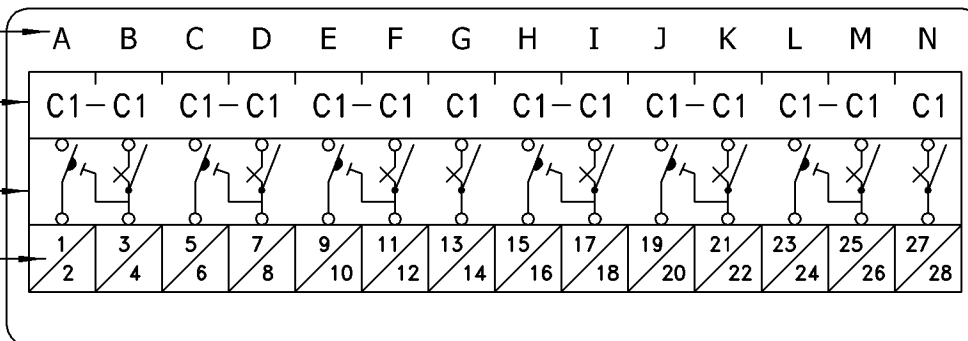 A B C D E F G H I J K L M N
C1-C1 C1-C1 C1-C1 C1 C1-C1 C1-C1 C1-C1 C1
1 3 5 7 9 11 13 15 17 19 21 23 25 27
2 4 6 8 10 12 14 16 18 20 22 24 26 28